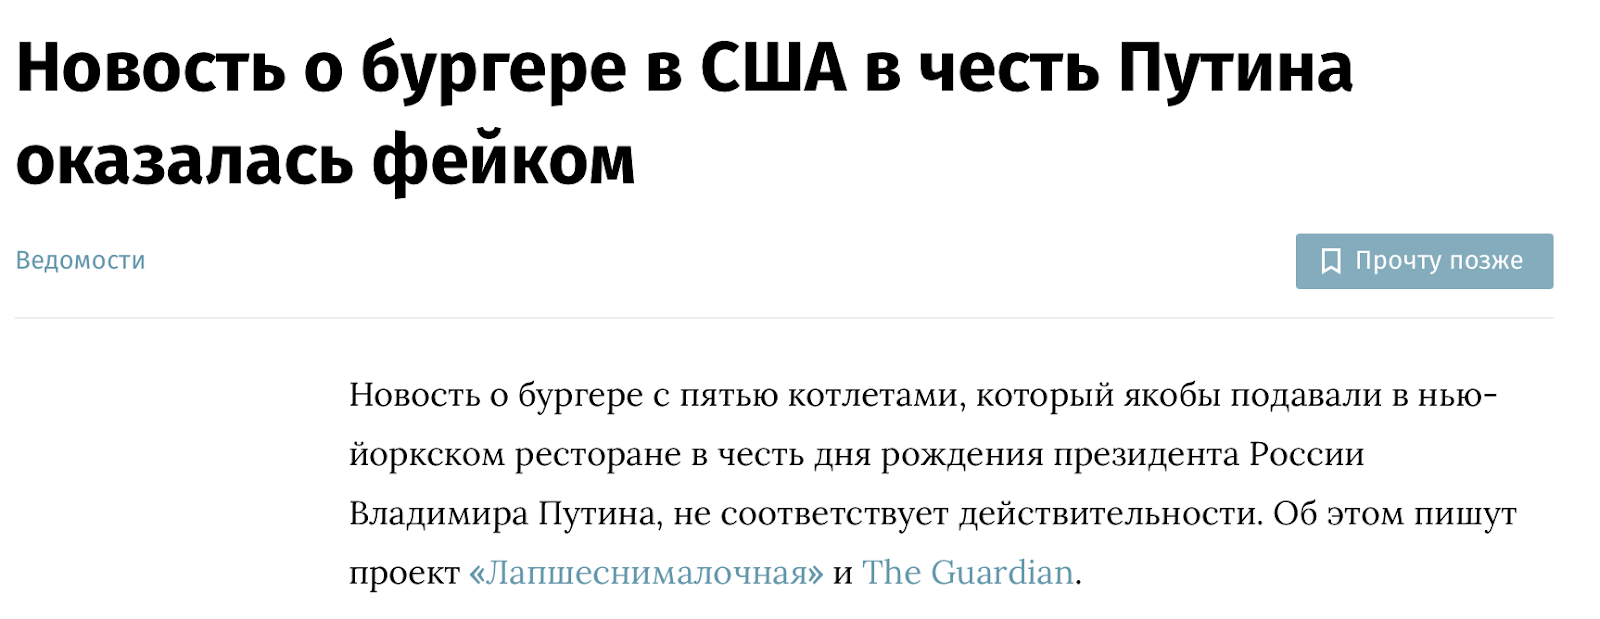 Новость о бургере в США в честь Путина
оказалась фейком
Ведомости
Прочту позже
Новость о бургере с пятью котлетами, который якобы подавали в нью-
йоркском ресторане в честь дня рождения президента России
Владимира Путина, не соответствует действительности. Об этом пишут
проект «Лапшеснималочная» и The Guardian.